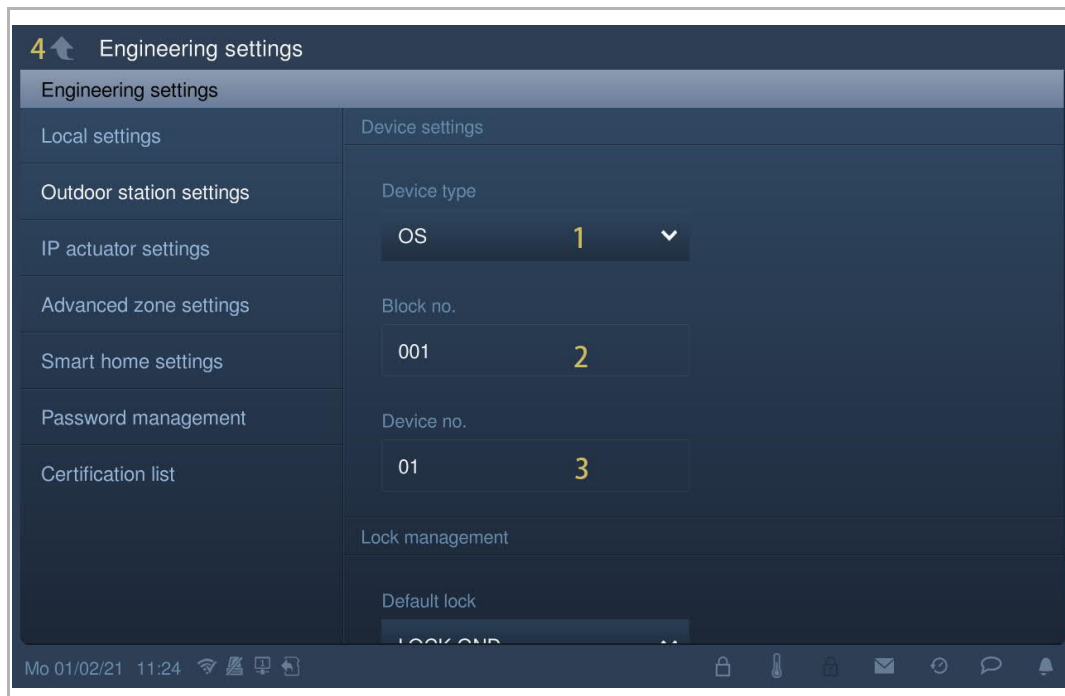 4 Engineering settings
Engineering settings
Local settings
Outdoor station settings
IP actuator settings
Advanced zone settings
Smart home settings
Password management
Certification list
Device settings
Device type
OS 1
Block no.
001 2
Device no.
01 3
Lock management
Default lock
Mo 01/02/21 11:24